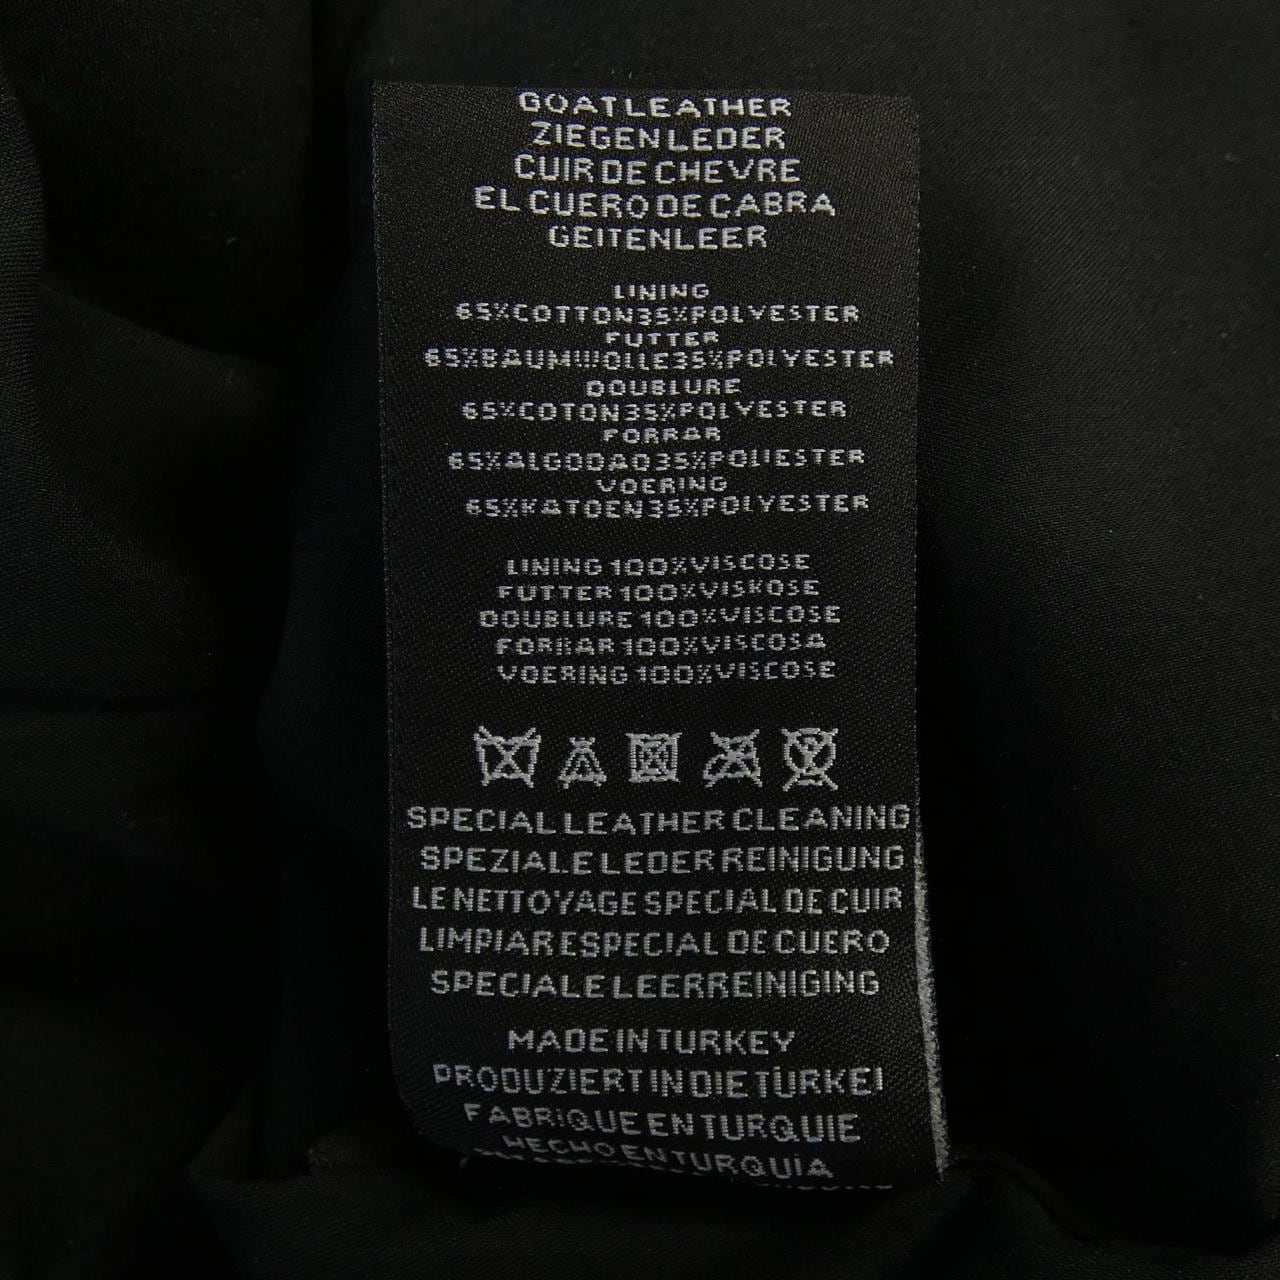 GOAT LEATHER
ZIEGENLEDER
CUIR DE CHEVRE
EL CUERO DE CABRA
GEITENLEER
LINING
65%COTTON35%POLYESTER
FUTTER
65%BAUMWOLLE35%POLYESTER
DOUBLURE
65%COTON35%POLYESTER
FORRAR
65%ALGODAO35%POLIESTER
VOERING
65%KATOEN35%POLYESTER
LINING 100%VISCOSE
FUTTER 100%VISKOSE
DOUBLURE 100%VISCOSE
FORRAR 100%VISCOSA
VOERING 100%VISCOSE
SPECIAL LEATHER CLEANING
SPEZIALE LEDER REINIGUNG
LE NETTOYAGE SPECIAL DE CUIR
LIMPIAR ESPECIAL DE CUERO
SPECIALE LEERREINIGING
MADE IN TURKEY
PRODUZIERT IN DIE TÜRKEI
FABRIQUE EN TURQUIE
HECHO EN TURQUÍA